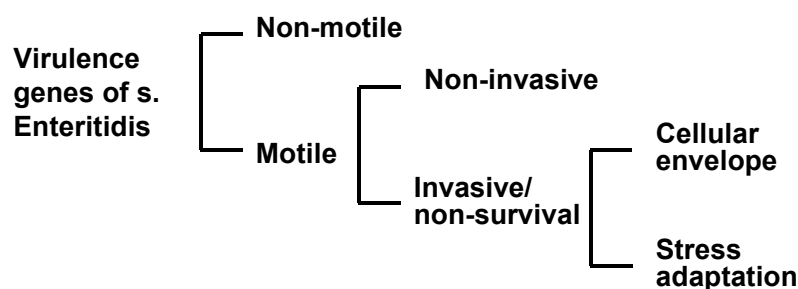 Virulence
genes of s.
Enteritidis
Non-motile
Motile
Non-invasive
Invasive/
non-survival
Cellular
envelope
Stress
adaptation